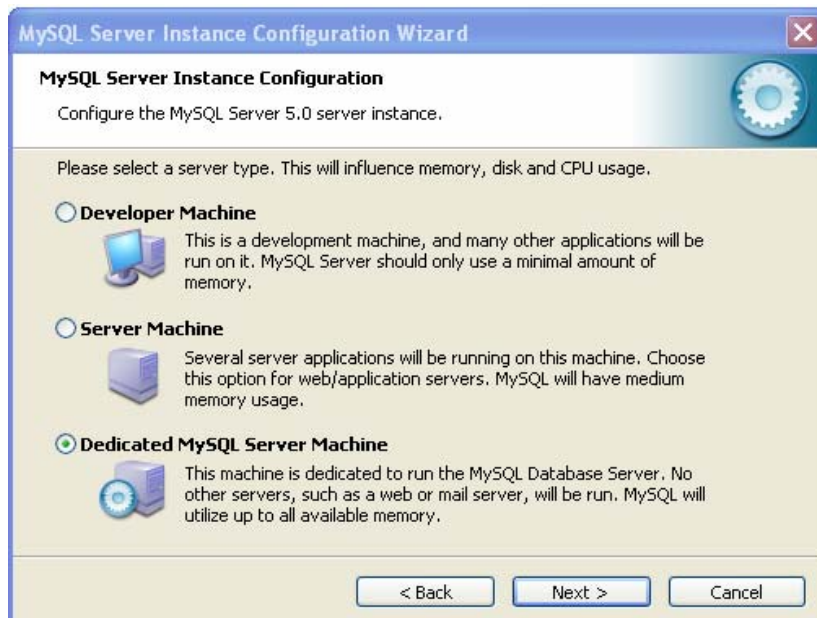 MySQL Server Instance Configuration Wizard
MySQL Server Instance Configuration
Configure the MySQL Server 5.0 server instance.
Please select a server type. This will influence memory, disk and CPU usage.
Developer Machine
This is a development machine, and many other applications will be
run on it. MySQL Server should only use a minimal amount of
memory.
Server Machine
Several server applications will be running on this machine. Choose
this option for web/application servers. MySQL will have medium
memory usage.
Dedicated MySQL Server Machine
This machine is dedicated to run the MySQL Database Server. No
other servers, such as a web or mail server, will be run. MySQL will
utilize up to all available memory.
< Back
Next >
Cancel